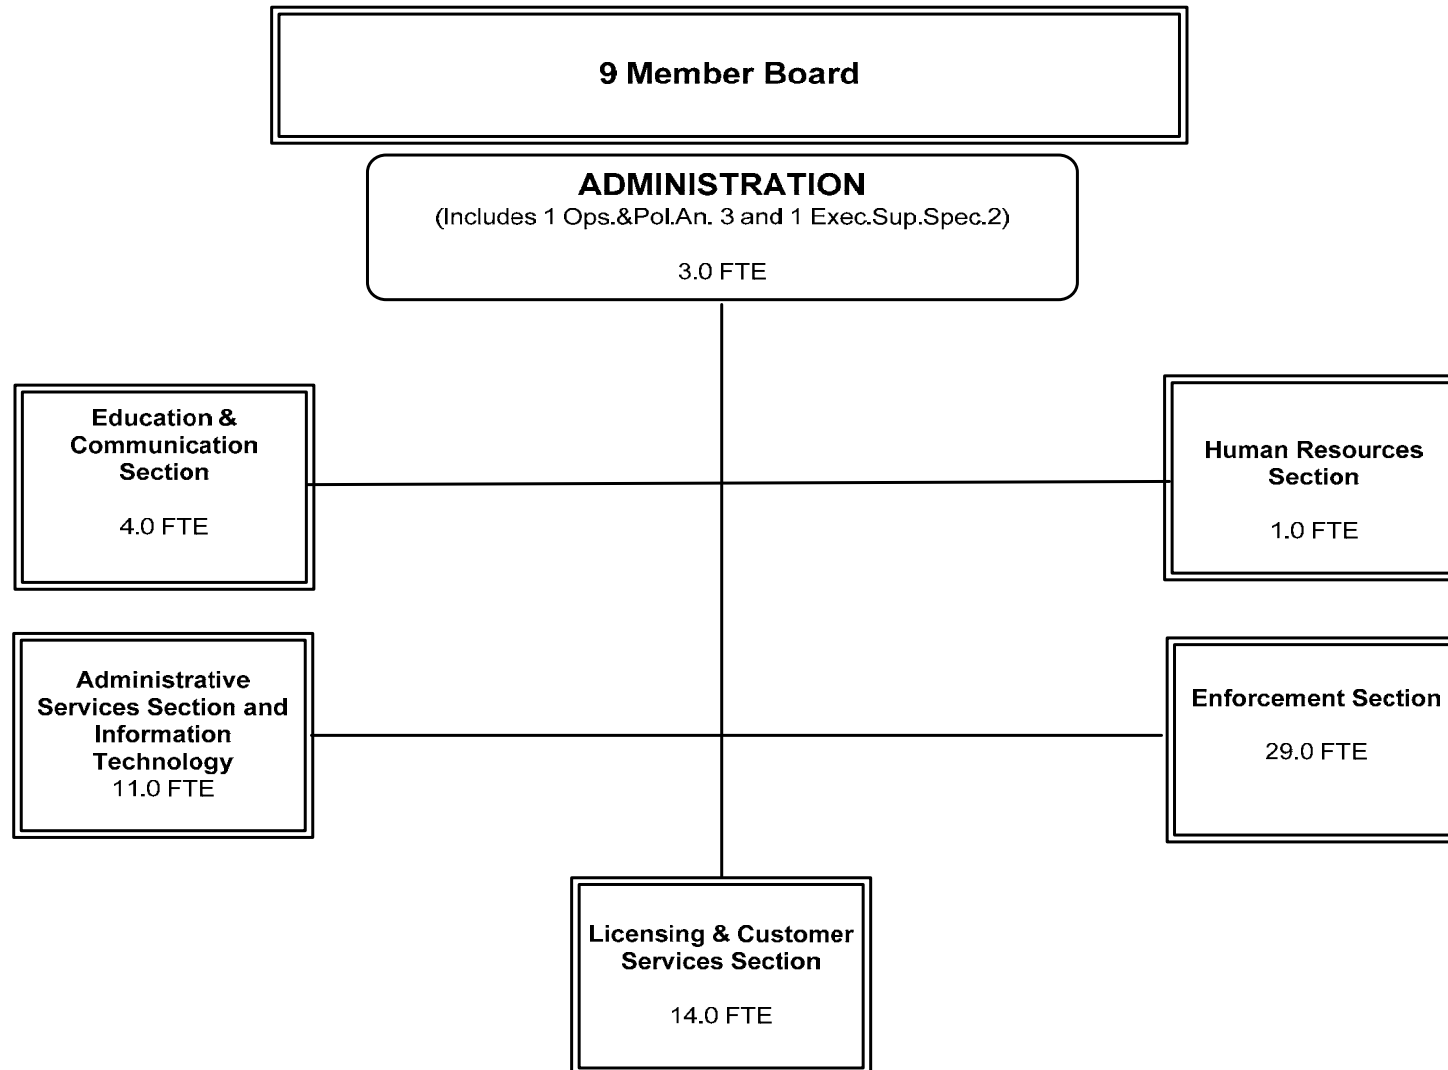 9 Member Board
ADMINISTRATION
(Includes 1 Ops.&Pol.An. 3 and 1 Exec.Sup.Spec.2)
3.0 FTE
Education &
Communication
Section
4.0 FTE
Human Resources
Section
1.0 FTE
Administrative
Services Section and
Information
Technology
11.0 FTE
Enforcement Section
29.0 FTE
Licensing & Customer
Services Section
14.0 FTE